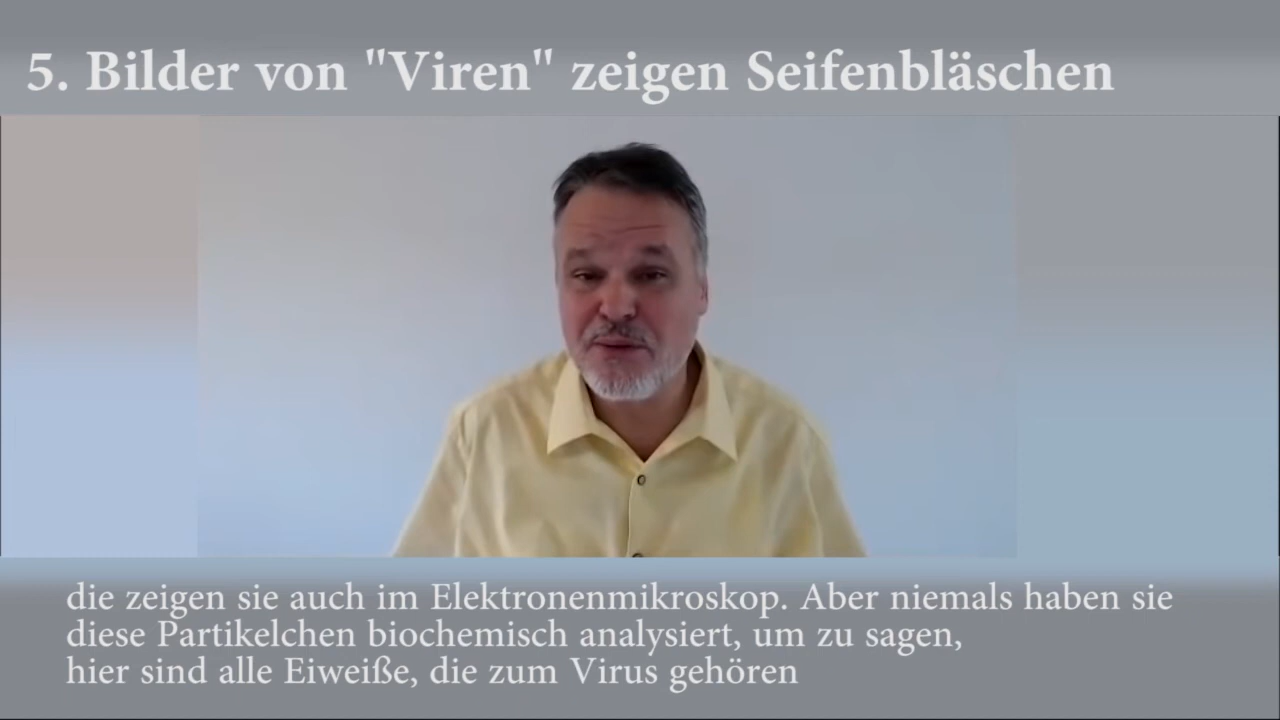 5. Bilder von "Viren" zeigen Seifenbläschen
die zeigen sie auch im Elektronenmikroskop. Aber niemals haben sie
diese Partikelchen biochemisch analysiert, um zu sagen,
hier sind alle Eiweiße, die zum Virus gehören